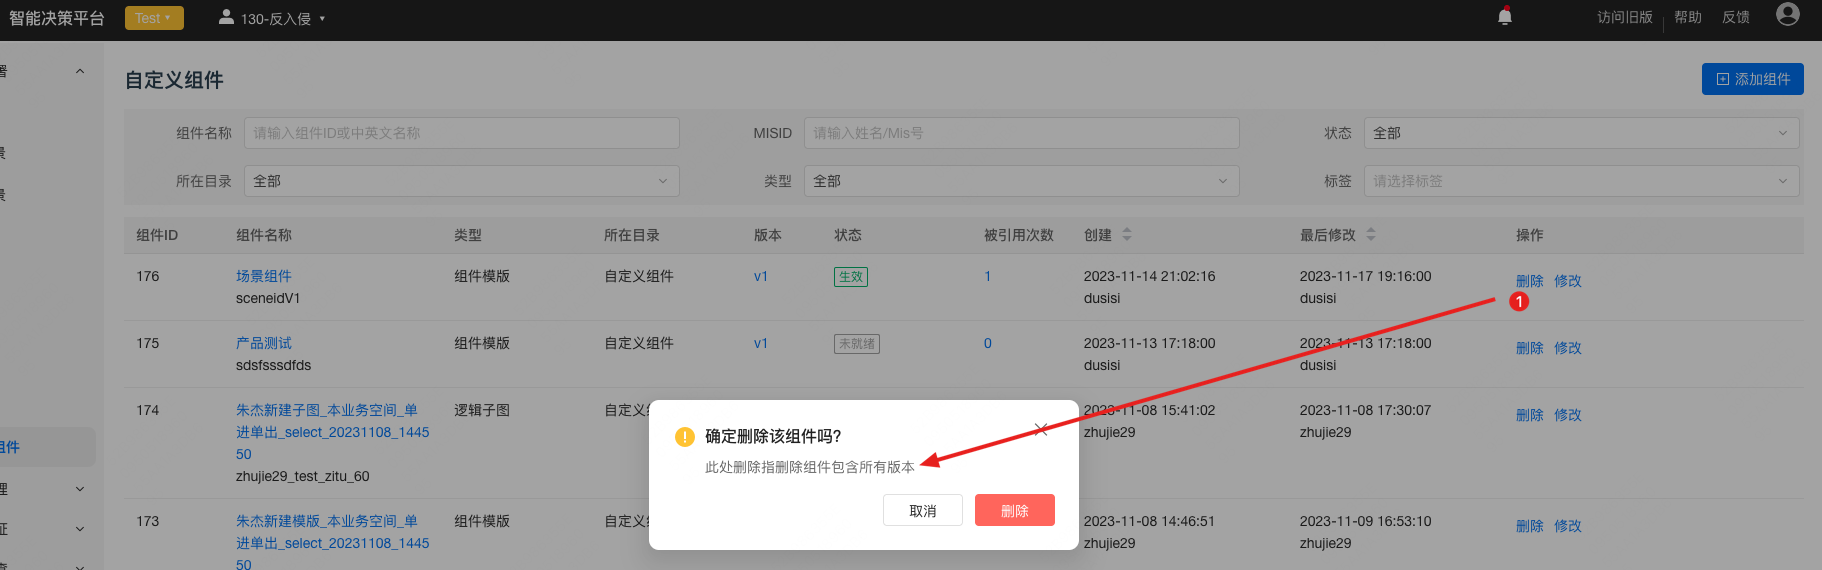 智能决策平台
Test
130-反入侵
访问旧版
帮助
反馈
署
自定义组件
添加组件
组件名称
请输入组件ID或中英文名称
MISID
请输入姓名/Mis号
状态
全部
所在目录
全部
类型
全部
标签
请选择标签
组件ID
组件名称
类型
所在目录
版本
状态
被引用次数
创建
最后修改
操作
176
场景组件
sceneidV1
组件模版
自定义组件
v1
生效
1
2023-11-14 21:02:16
dusisi
2023-11-17 19:16:00
dusisi
删除 修改
1
175
产品测试
sdsfsssdfds
组件模版
自定义组件
v1
未就绪
0
2023-11-13 17:18:00
dusisi
2023-11-13 17:18:00
dusisi
删除 修改
174
朱杰新建子图_本业务空间_单
进单出_select_20231108_1445
50
zhujie29_test_zitu_60
逻辑子图
自定义
2023-11-08 15:41:02
zhujie29
2023-11-08 17:30:07
zhujie29
删除 修改
确定删除该组件吗?
此处删除指删除组件包含所有版本
取消
删除
组件
理
证
173
朱杰新建模版_本业务空间_单
进单出_select_20231108_1445
50
组件模版
自定义
2023-11-08 14:46:51
zhujie29
2023-11-09 16:53:10
zhujie29
删除 修改